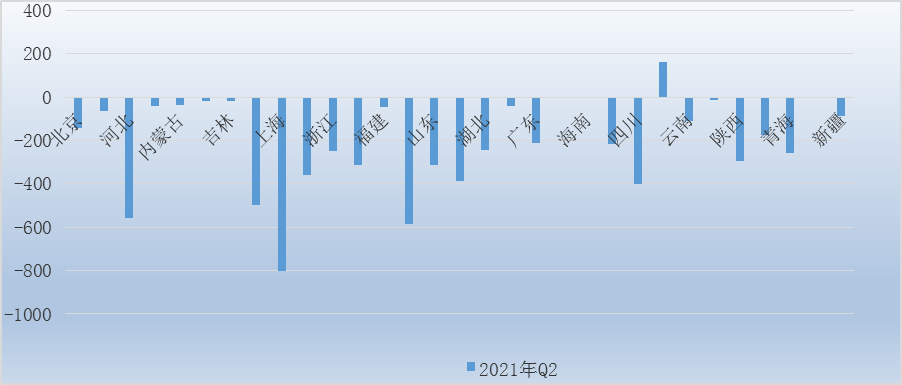 400
200
0
-200
-400
-600
-800
-1000
北京
河北
内蒙古
吉林
上海
浙江
福建
山东
湖北
广东
海南
四川
云南
陕西
青海
新疆
2021年Q2